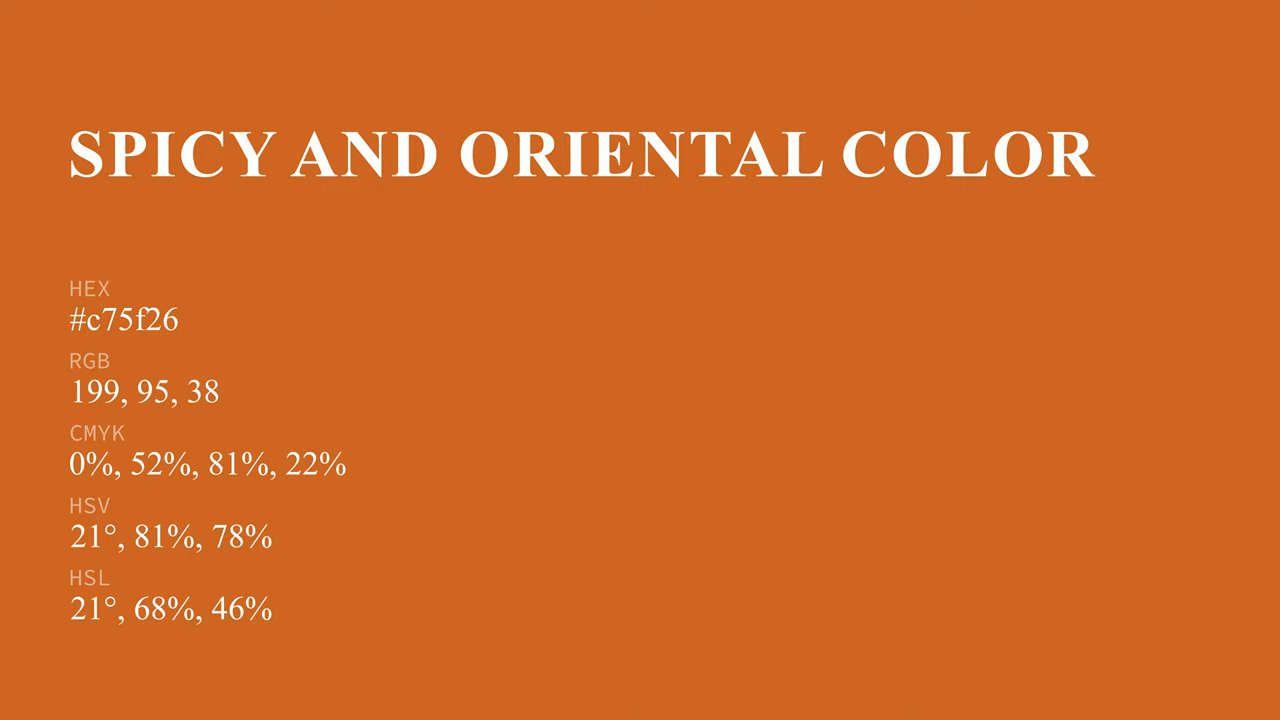 SPICY AND ORIENTAL COLOR
HEX
#c75f26
RGB
199, 95, 38
CMYK
0%, 52%, 81%, 22%
HSV
21°, 81%, 78%
HSL
21°, 68%, 46%